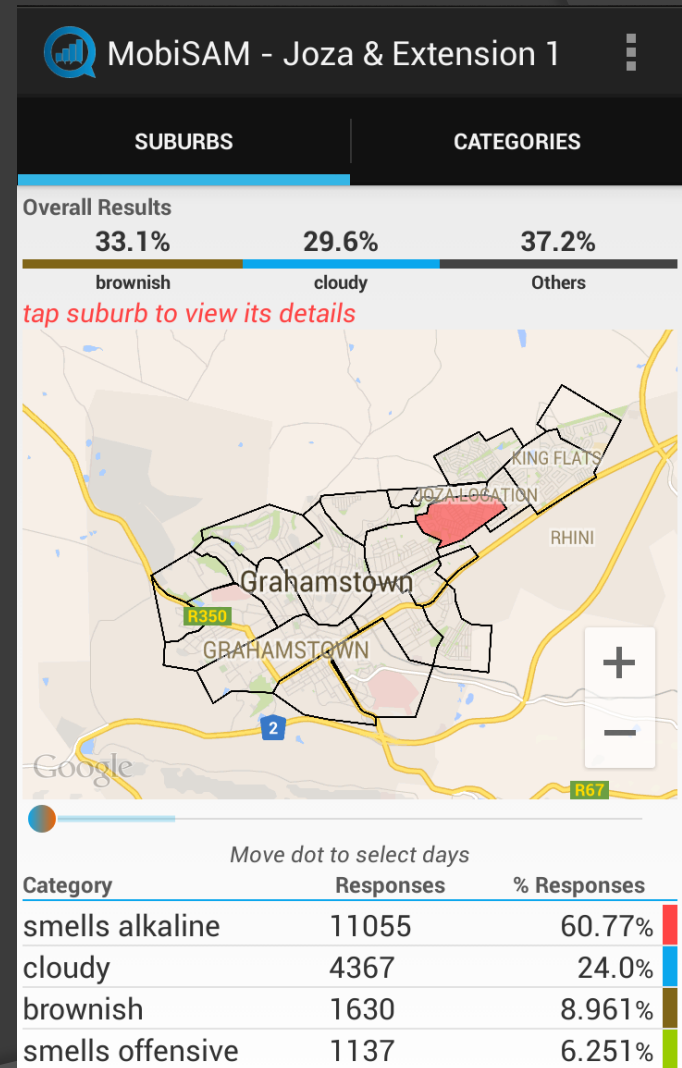 MobiSAM - Joza & Extension 1
SUBURBS CATEGORIES
Overall Results
33.1% 29.6% 37.2%
brownish cloudy Others
tap suburb to view its details
KING FLATS
JOZA LOCATION
RHINI
Grahamstown
R350
GRAHAMSTOWN
+
2
−
Google
R67
Move dot to select days
Category Responses % Responses
smells alkaline 11055 60.77%
cloudy 4367 24.0%
brownish 1630 8.961%
smells offensive 1137 6.251%